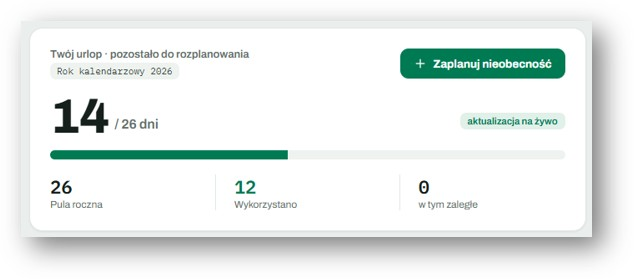 Twój urlop · pozostało do rozplanowania
Rok kalendarzowy 2026
+ Zaplanuj nieobecność
14 / 26 dni
aktualizacja na żywo
26
Pula roczna
12
Wykorzystano
0
w tym zaległe